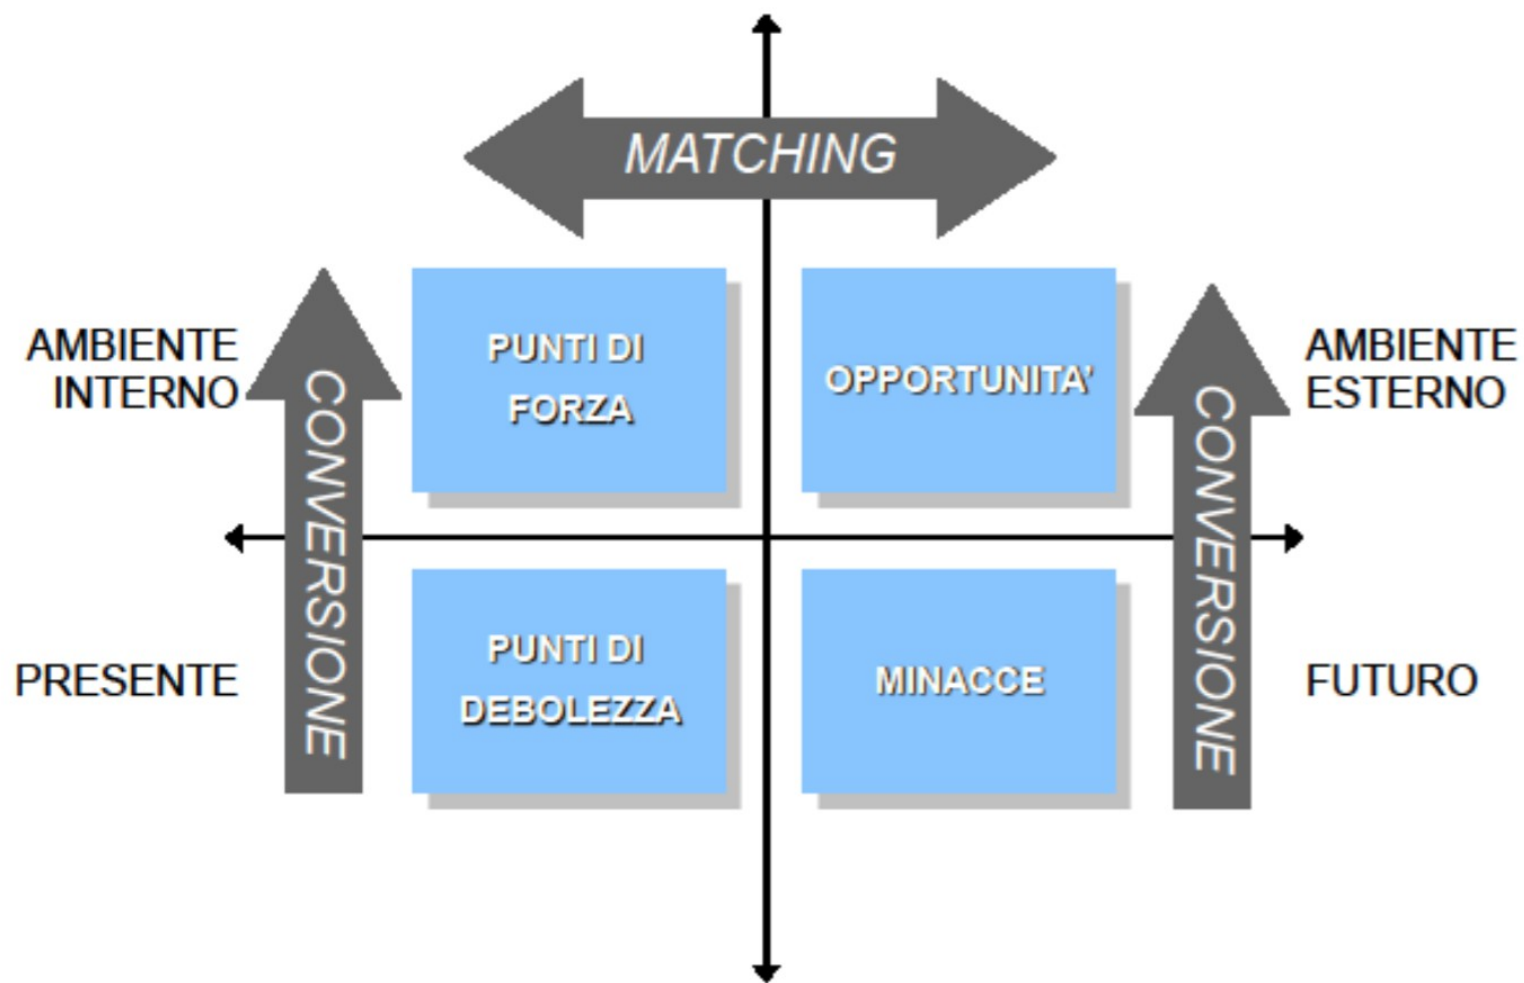 MATCHING
AMBIENTE
INTERNO
CONVERSIONE
PUNTI DI
FORZA
OPPORTUNITA’
CONVERSIONE
AMBIENTE
ESTERNO
PRESENTE
PUNTI DI
DEBOLEZZA
MINACCE
FUTURO